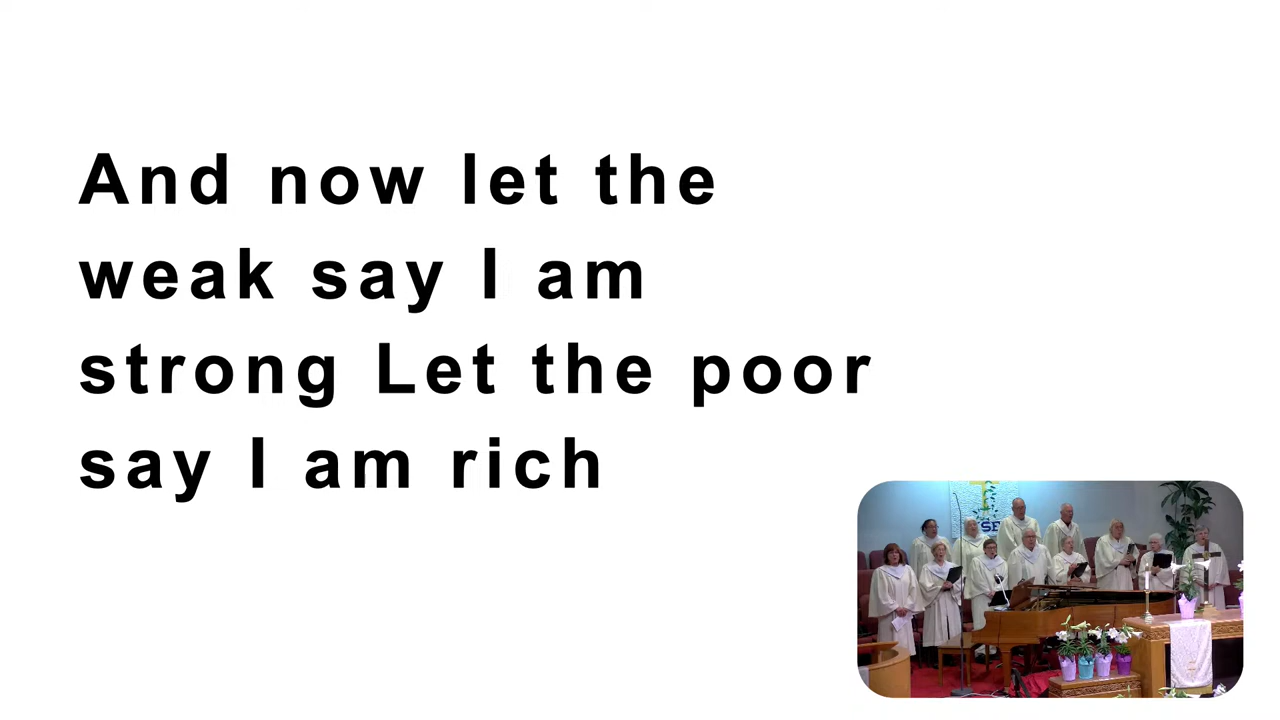 And now let the
weak say I am
strong Let the poor
say I am rich